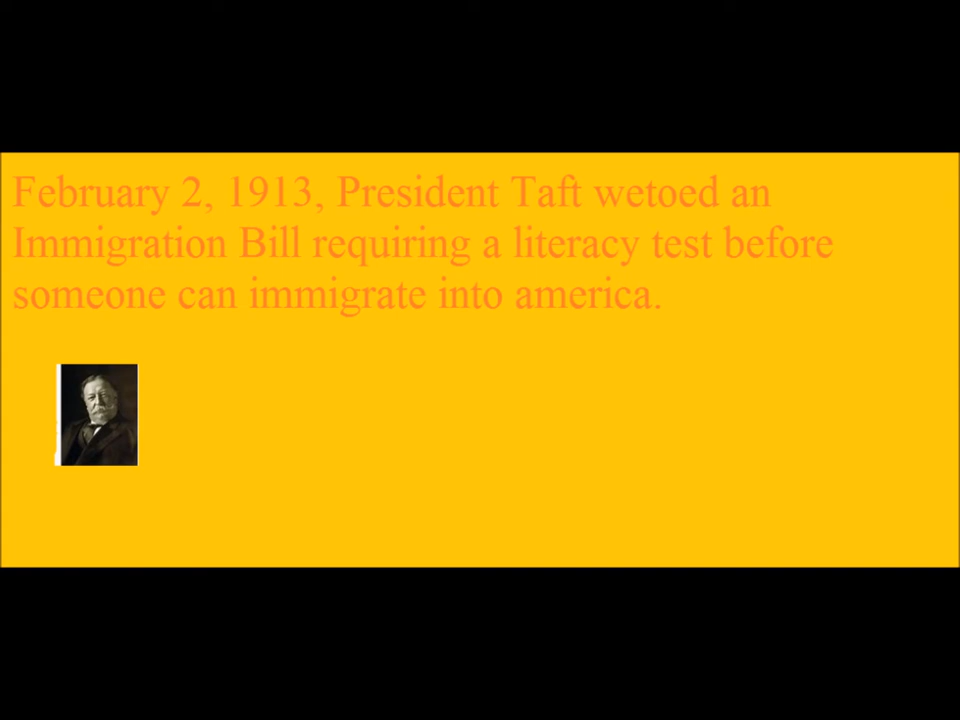 February 2, 1913, President Taft wetoed an
Immigration Bill requiring a literacy test before
someone can immigrate into america.